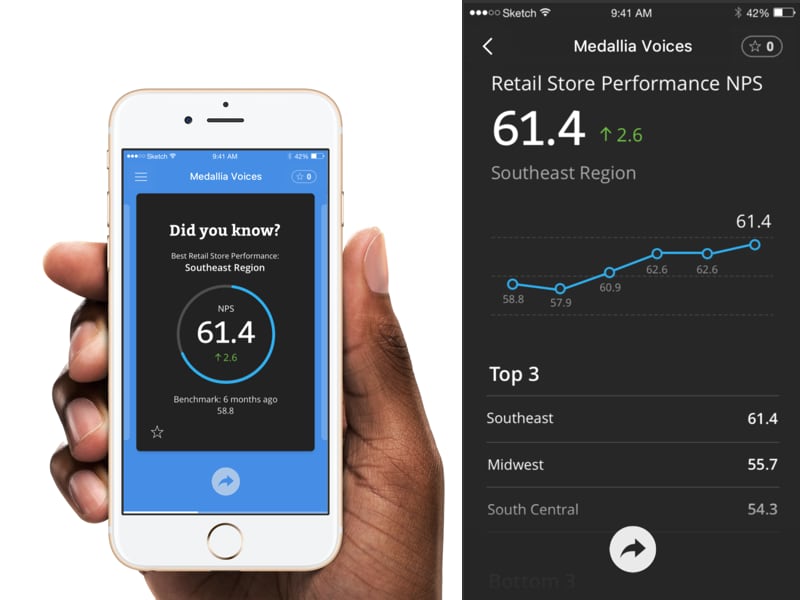 Sketch 9:41 AM 42%
Medallia Voices 0
Did you know?
Best Retail Store Performance:
Southeast Region
NPS
61.4
↑2.6
Benchmark: 6 months ago
58.8
Sketch 9:41 AM 42%
Medallia Voices 0
Retail Store Performance NPS
61.4 ↑2.6
Southeast Region
61.4
58.8 57.9 60.9 62.6 62.6
Top 3
Southeast 61.4
Midwest 55.7
South Central 54.3
Bottom 3